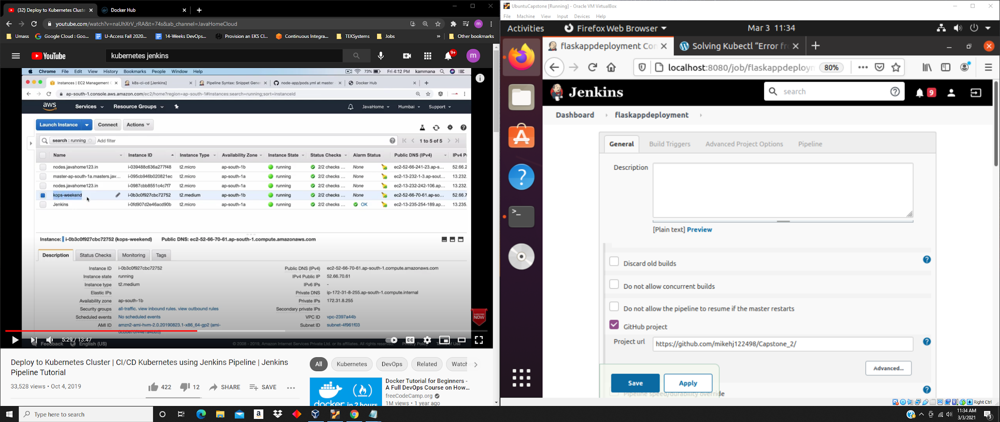 (32) Deploy to Kubernetes Cluste
Docker Hub
youtube.com/watch?v=naUhXrV_rRA&t=74s&ab_channel=JavaHomeCloud
m
Umass
Google Cloud : Goo...
U-Access Fall 2020...
14-Weeks DevOps...
Provision an EKS Cl...
Continuous Integra...
TEKSystems
Jobs
»
Other bookmarks
YouTube
kubernetes jenkins
9+
m
Chrome File Edit View History Bookmarks People Window Help
73% Fri 4:12 PM kammana
Instances | EC2 Management C
k8s-ci-cd [Jenkins]
Pipeline Syntax: Snippet Gene
node-app/pods.yml at master
Docker Hub
ap-south-1.console.aws.amazon.com/ec2/home?region=ap-south-1#Instances:search=running;sort=instanceId
aws
Services
Resource Groups
JavaHome
Mumbai
Support
Launch Instance
Connect
Actions
search : running
Add filter
1 to 5 of 5
Name Instance ID Instance Type Availability Zone Instance State Status Checks Alarm Status Public DNS (IPv4) IPv4 P
nodes.javahome123.in i-039488c636a277f48 t2.micro ap-south-1b running 2/2 checks ... None ec2-52-66-241-23.ap-s... 52.66.2
master-ap-south-1a.masters.jav... i-095cb946b020821ec t2.micro ap-south-1a running 2/2 checks ... None ec2-13-232-1-3.ap-sout... 13.232.
nodes.javahome123.in i-0987cbb8551c4c7f7 t2.micro ap-south-1a running 2/2 checks ... None ec2-13-232-242-106.ap... 13.232.
kops-weekend i-0b3c0f927cbc72752 t2.medium ap-south-1b running 2/2 checks ... None ec2-52-66-70-61.ap-so... 52.66.7
Jenkins i-0fd907d2e46acd90b t2.micro ap-south-1a running 2/2 checks ... OK ec2-13-235-254-189.ap... 13.235.
Instance: i-0b3c0f927cbc72752 (kops-weekend) Public DNS: ec2-52-66-70-61.ap-south-1.compute.amazonaws.com
Description
Status Checks
Monitoring
Tags
Instance ID i-0b3c0f927cbc72752
Instance state running
Instance type t2.medium
Elastic IPs
Availability zone ap-south-1b
Security groups all-traffic. view inbound rules. view outbound rules
Scheduled events No scheduled events
AMI ID amzn2-ami-hvm-2.0.20190823.1-x86_64-gp2 (ami-
Public DNS (IPv4) ec2-52-66-70-61.ap-south-1.compute.amazonaws.com
IPv4 Public IP 52.66.70.61
IPv6 IPs -
Private DNS ip-172-31-8-255.ap-south-1.compute.internal
Private IPs 172.31.8.255
Secondary private IPs
VPC ID vpc-2397a44b
Subnet ID subnet-4f961f03
NOW
5:29 / 13:47
CC
Feedback
English (US)
© 2008 - 2019, Amazon Internet Services Private Ltd. or its affiliates. All rights reserved.
Privacy Policy
Terms of Use
Deploy to Kubernetes Cluster | CI/CD Kubernetes using Jenkins Pipeline | Jenkins
Pipeline Tutorial
33,528 views • Oct 4, 2019
422
12
SHARE
SAVE
All
Kubernetes
DevOps
Related
Watch
docker in 2 hours
Docker Tutorial for Beginners -
A Full DevOps Course on How...
freeCodeCamp.org
1M views • 1 year ago
UbuntuCapstone [Running] - Oracle VM VirtualBox
File Machine View Input Devices Help
Activities
Firefox Web Browser
Mar 3 11:34
flaskappdeployment Con
Solving Kubectl “Error fr
localhost:8080/job/flaskappdeploym
80%
Jenkins
search
9
Dashboard
flaskappdeployment
General
Build Triggers
Advanced Project Options
Pipeline
Description
[Plain text] Preview
Discard old builds
Do not allow concurrent builds
Do not allow the pipeline to resume if the master restarts
GitHub project
Project url
https://github.com/mikehj122498/Capstone_2/
Advanced...
Save
Apply
Pipeline speed/durability override
Right Ctrl
Type here to search
11:34 AM
3/3/2021
3